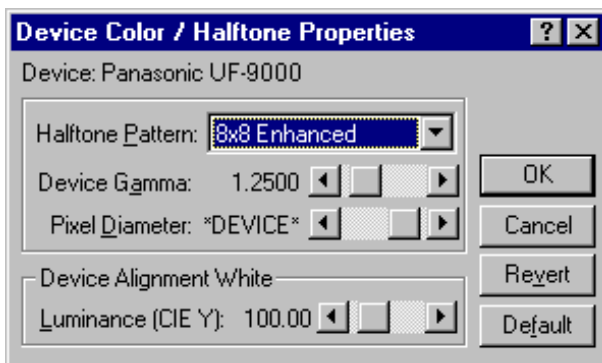 Device Color / Halftone Properties
Device: Panasonic UF-9000
Halftone Pattern: 8x8 Enhanced
Device Gamma: 1.2500
Pixel Diameter: *DEVICE*
Device Alignment White
Luminance (CIE Y): 100.00
OK
Cancel
Revert
Default